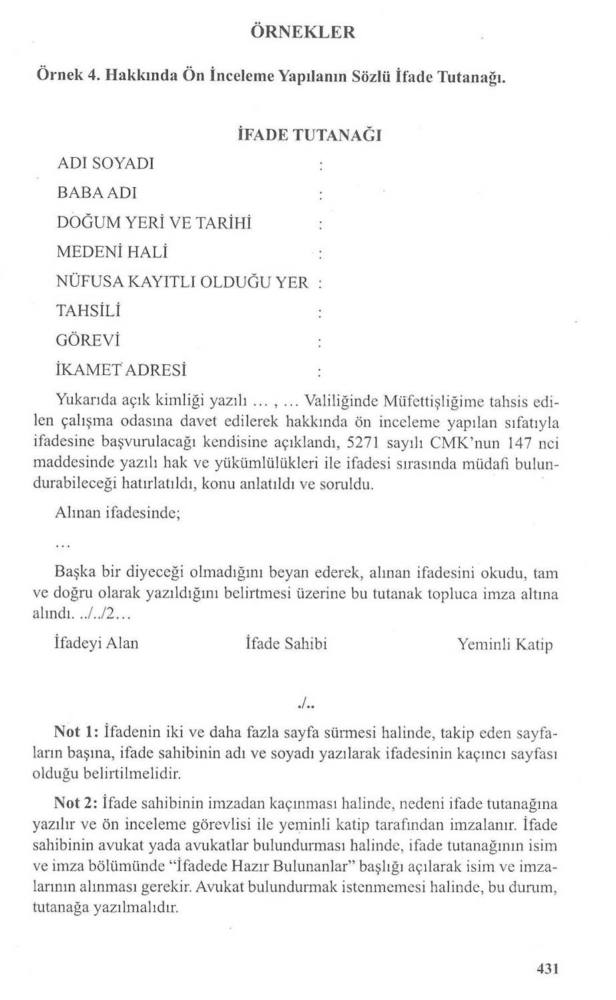 ÖRNEKLER
Örnek 4. Hakkında Ön İnceleme Yapılanın Sözlü İfade Tutanağı.
İFADE TUTANAĞI
ADI SOYADI :
BABA ADI :
DOĞUM YERİ VE TARİHİ :
MEDENİ HALİ :
NÜFUSA KAYITLI OLDUĞU YER :
TAHSİLİ :
GÖREVİ :
İKAMET ADRESİ :
Yukarıda açık kimliği yazılı ... , ... Valiliğinde Müfettişliğime tahsis edi-
len çalışma odasına davet edilerek hakkında ön inceleme yapılan sıfatıyla
ifadesine başvurulacağı kendisine açıklandı, 5271 sayılı CMK’nun 147 nci
maddesinde yazılı hak ve yükümlülükleri ile ifadesi sırasında müdafi bulun-
durabileceği hatırlatıldı, konu anlatıldı ve soruldu.
Alınan ifadesinde;
...
Başka bir diyeceği olmadığını beyan ederek, alınan ifadesini okudu, tam
ve doğru olarak yazıldığını belirtmesi üzerine bu tutanak topluca imza altına
alındı. ../../2...
İfadeyi Alan İfade Sahibi Yeminli Katip
./..
Not 1: İfadenin iki ve daha fazla sayfa sürmesi halinde, takip eden sayfa-
ların başına, ifade sahibinin adı ve soyadı yazılarak ifadesinin kaçıncı sayfası
olduğu belirtilmelidir.
Not 2: İfade sahibinin imzadan kaçınması halinde, nedeni ifade tutanağına
yazılır ve ön inceleme görevlisi ile yeminli katip tarafından imzalanır. İfade
sahibinin avukat yada avukatlar bulundurması halinde, ifade tutanağının isim
ve imza bölümünde “İfadede Hazır Bulunanlar” başlığı açılarak isim ve imza-
larının alınması gerekir. Avukat bulundurmak istenmemesi halinde, bu durum,
tutanağa yazılmalıdır.
431